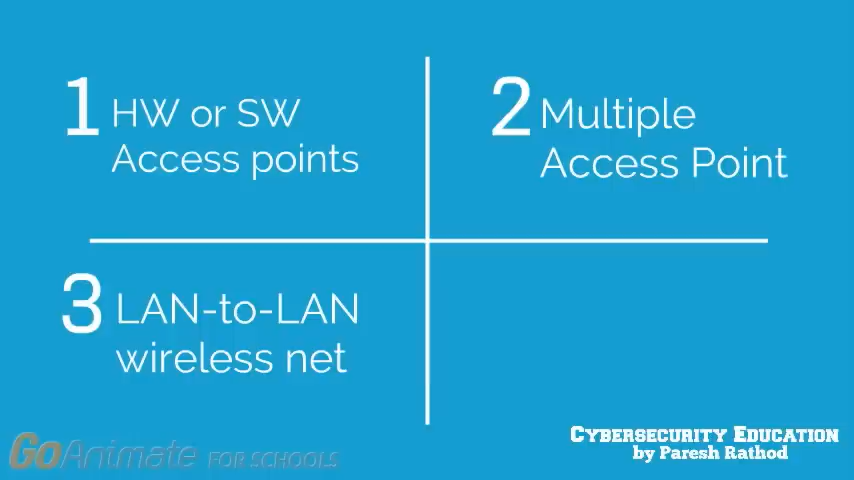 1 HW or SW
Access points
2 Multiple
Access Point
3 LAN-to-LAN
wireless net
GoAnimate FOR SCHOOLS
CYBERSECURITY EDUCATION
by Paresh Rathod